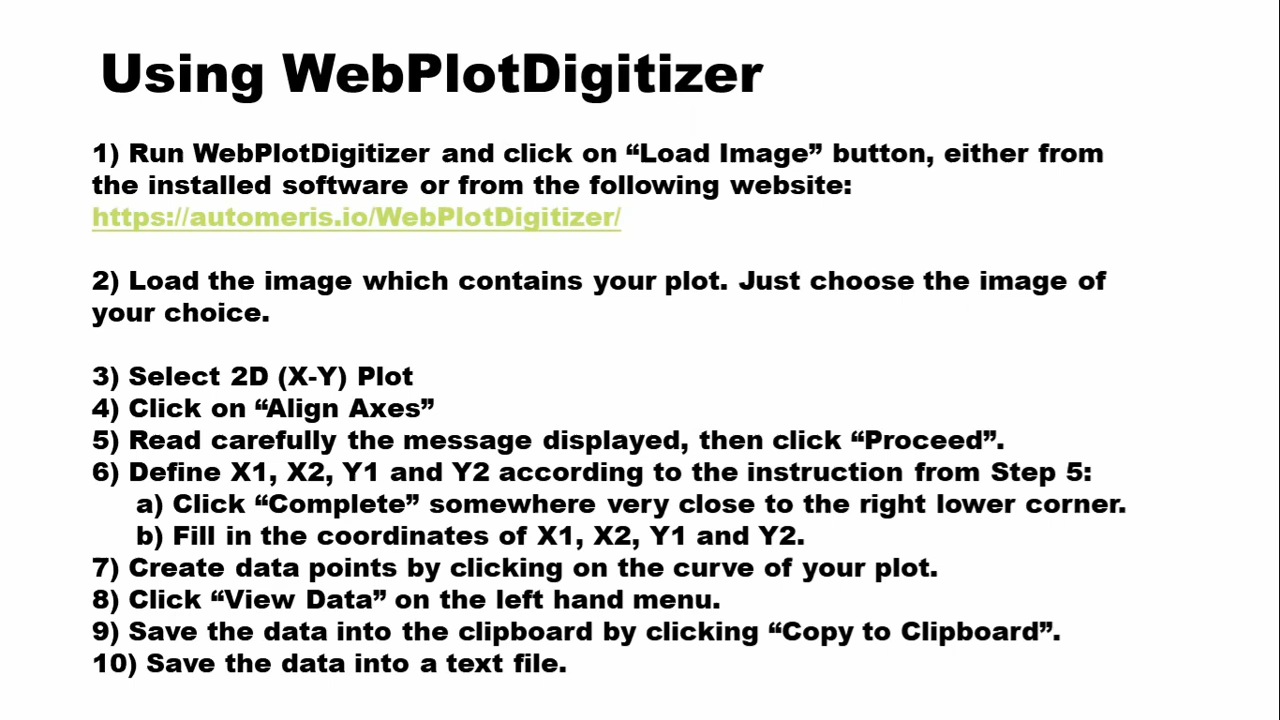 Using WebPlotDigitizer
1) Run WebPlotDigitizer and click on “Load Image” button, either from
the installed software or from the following website:
https://automeris.io/WebPlotDigitizer/
2) Load the image which contains your plot. Just choose the image of
your choice.
3) Select 2D (X-Y) Plot
4) Click on “Align Axes”
5) Read carefully the message displayed, then click “Proceed”.
6) Define X1, X2, Y1 and Y2 according to the instruction from Step 5:
a) Click “Complete” somewhere very close to the right lower corner.
b) Fill in the coordinates of X1, X2, Y1 and Y2.
7) Create data points by clicking on the curve of your plot.
8) Click “View Data” on the left hand menu.
9) Save the data into the clipboard by clicking “Copy to Clipboard”.
10) Save the data into a text file.